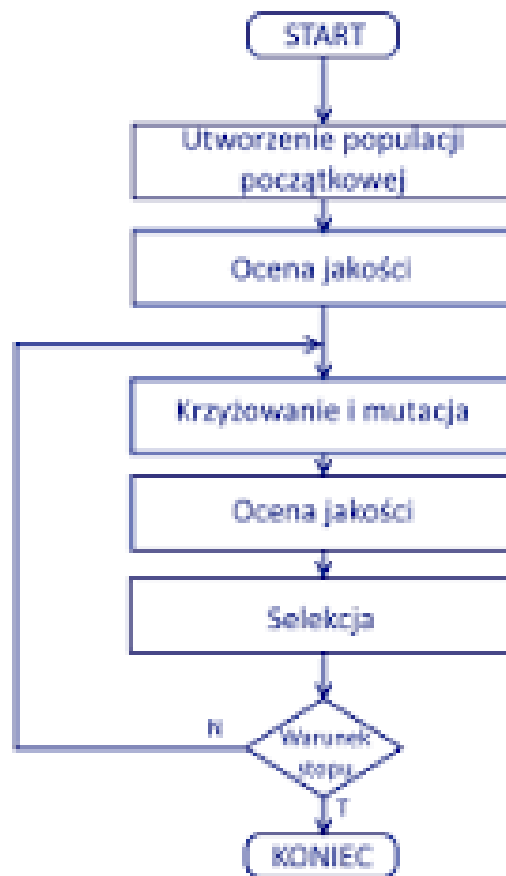 START
Utworzenie populacji
początkowej
Ocena jakości
Krzyżowanie i mutacja
Ocena jakości
Selekcja
N
Warunek
stopu
T
KONIEC